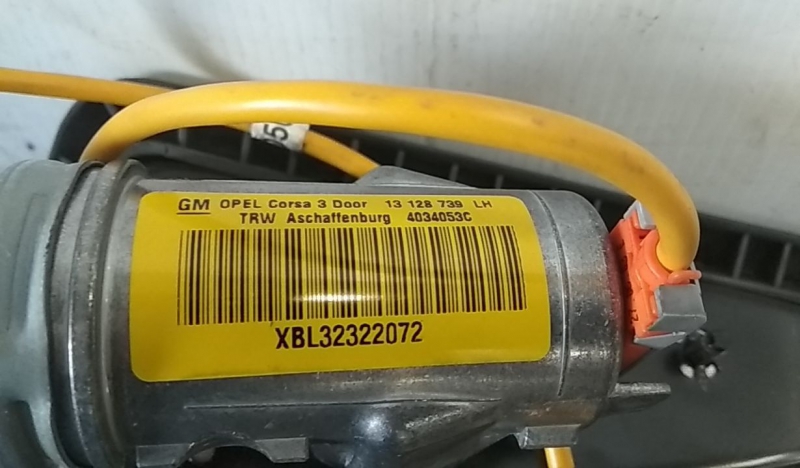 GM OPEL Corsa 3 Door 13 128 739 LH
TRW Aschaffenburg 4034053C
XBL32322072